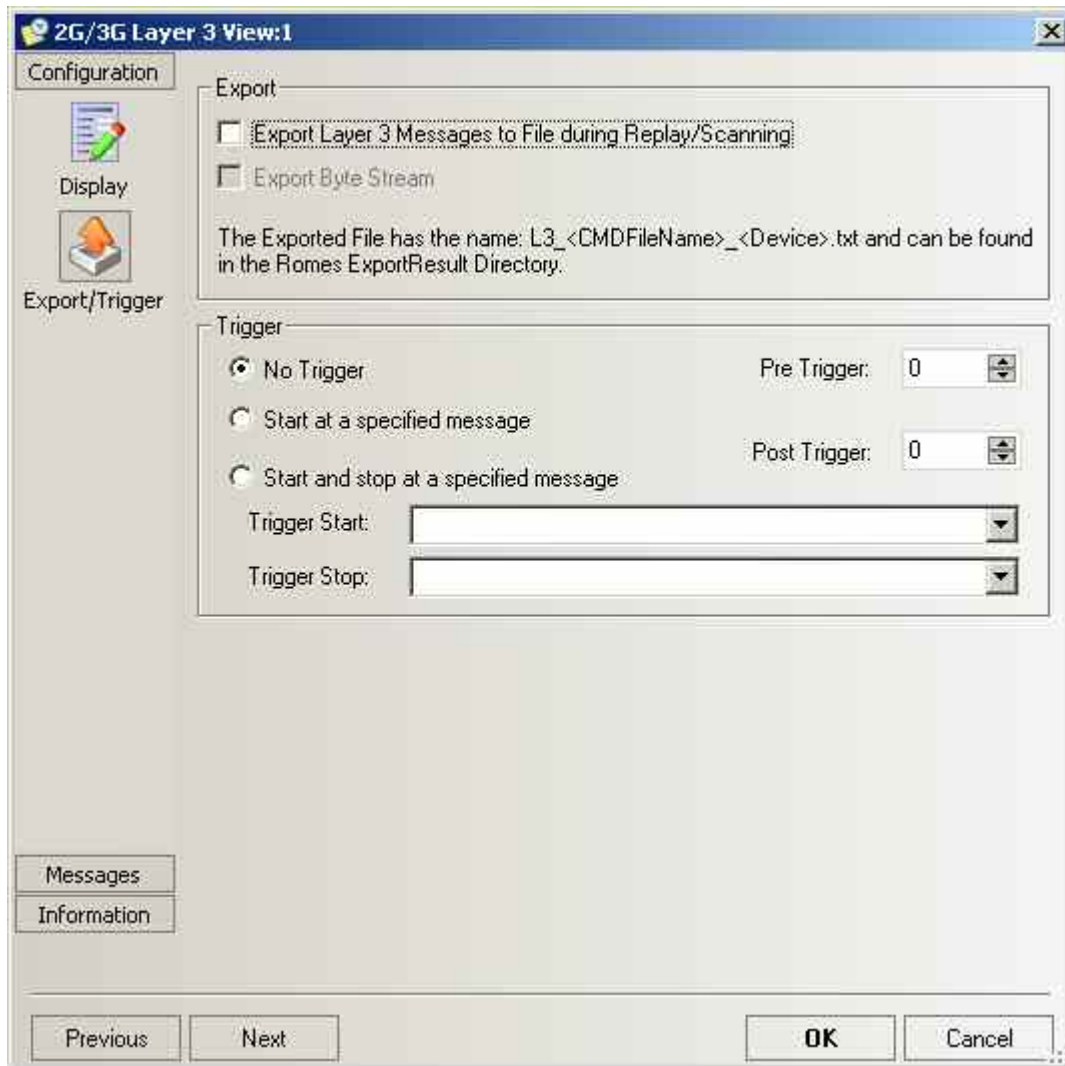 2G/3G Layer 3 View:1
Configuration
Display
Export/Trigger
Export
Export Layer 3 Messages to File during Replay/Scanning
Export Byte Stream
The Exported File has the name: L3_<CMDFileName>_<Device>.txt and can be found
in the Romes ExportResult Directory.
Trigger
No Trigger
Pre Trigger: 0
Start at a specified message
Post Trigger: 0
Start and stop at a specified message
Trigger Start:
Trigger Stop:
Messages
Information
Previous
Next
OK
Cancel